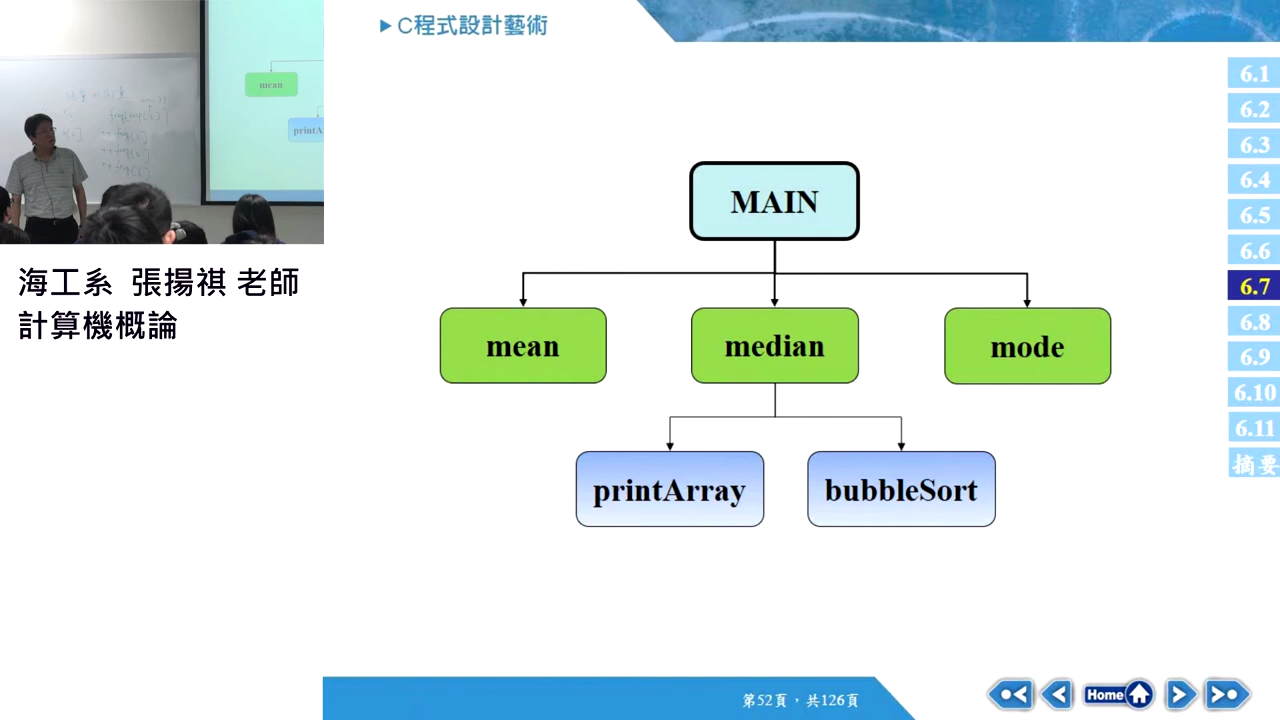 C程式設計藝術
mean
printA
海工系 張揚祺 老師
計算機概論
MAIN
mean
median
mode
printArray
bubbleSort
6.1
6.2
6.3
6.4
6.5
6.6
6.7
6.8
6.9
6.10
6.11
摘要
第52頁，共126頁
Home